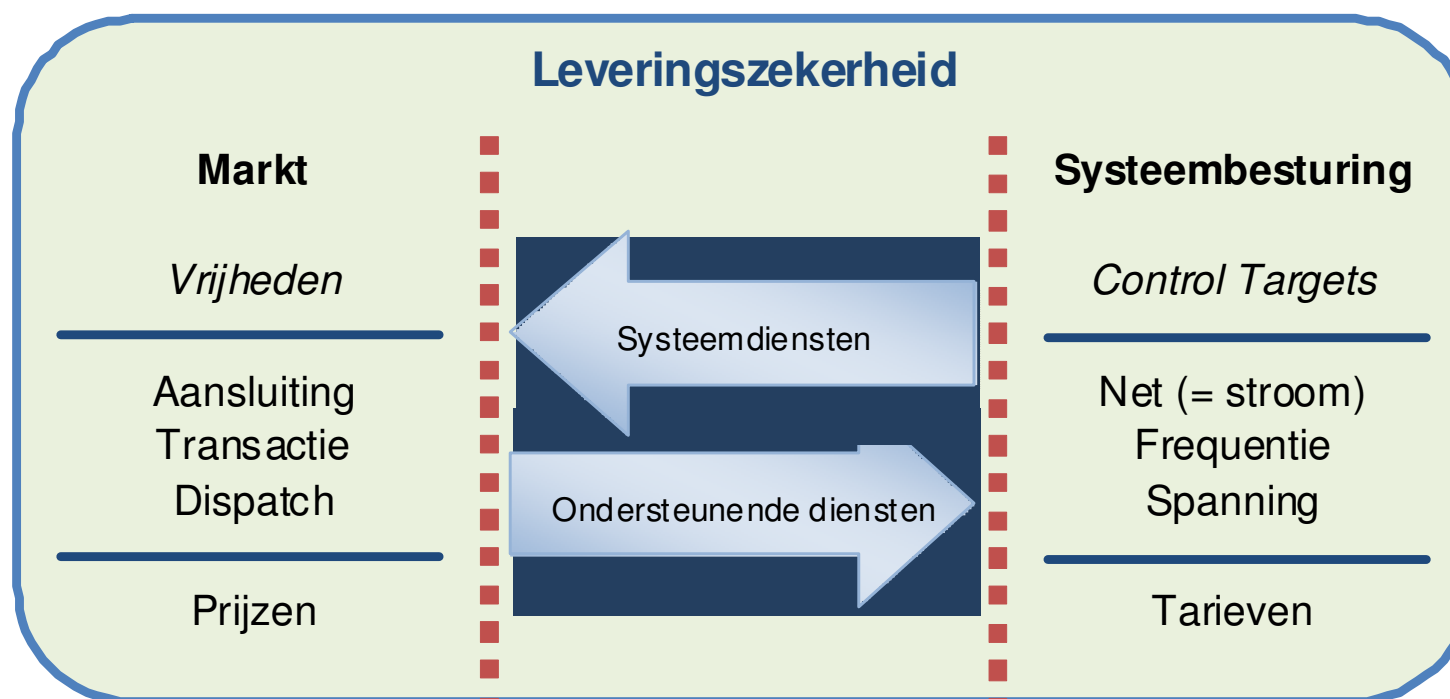 Leveringszekerheid
Markt
Vrijheden
Aansluiting
Transactie
Dispatch
Prijzen
Systeemdiensten
Ondersteunende diensten
Systeembesturing
Control Targets
Net (= stroom)
Frequentie
Spanning
Tarieven